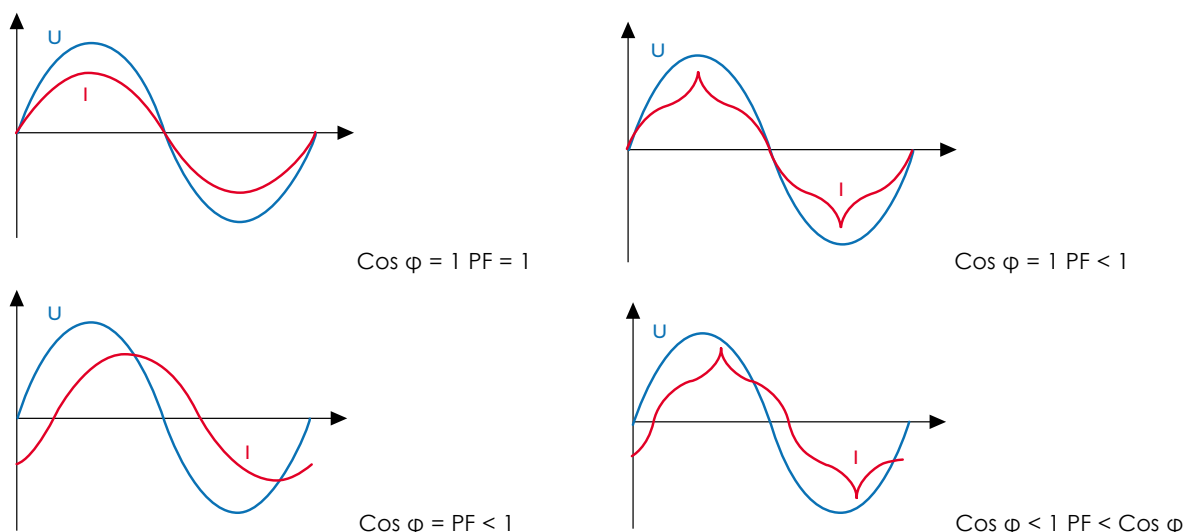 U
I
Cos φ = 1 PF = 1
U
I
Cos φ = 1 PF < 1
U
I
Cos φ = PF < 1
U
I
Cos φ < 1 PF < Cos φ